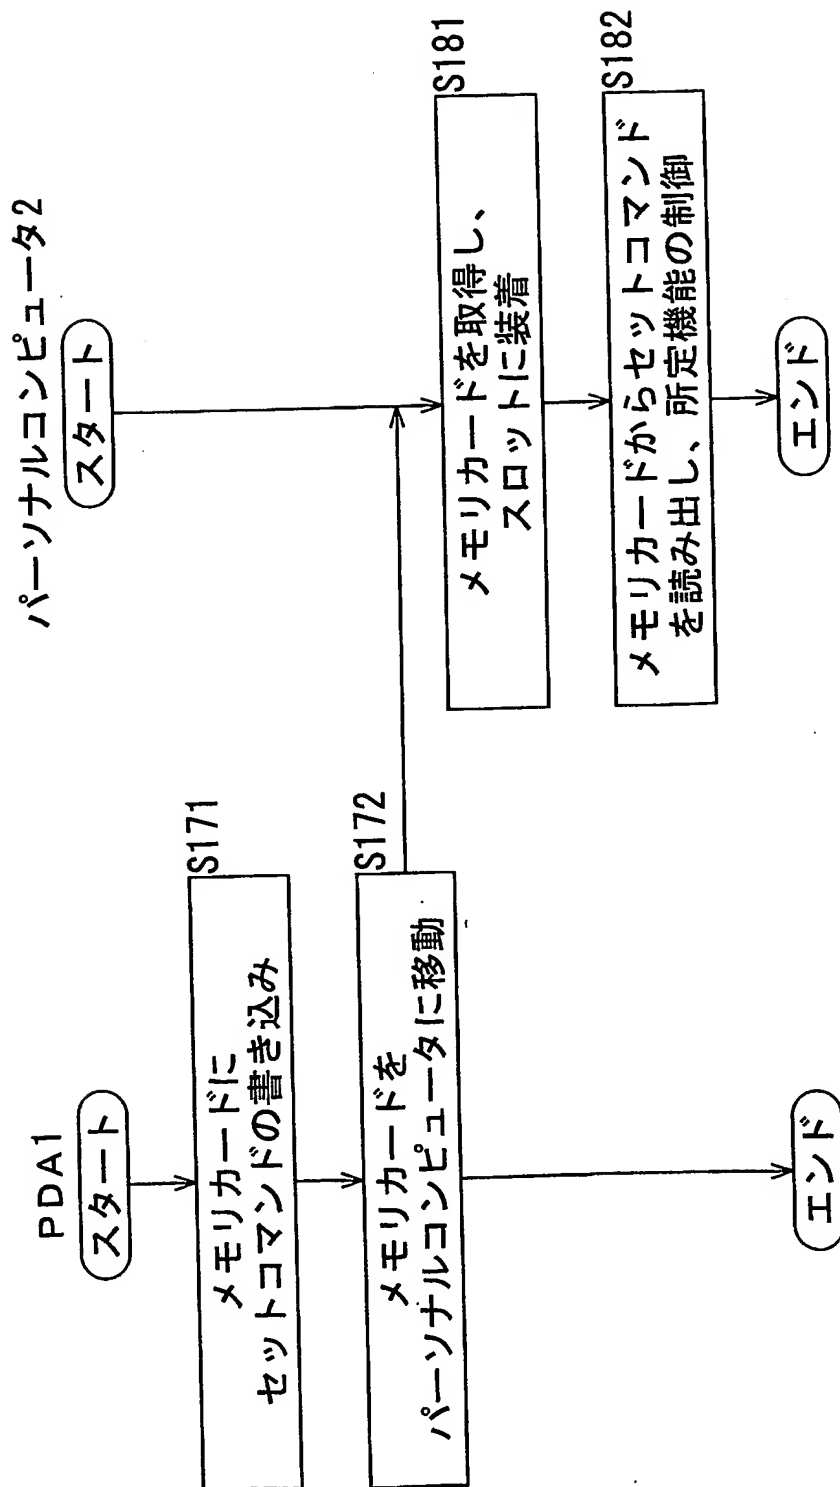 PDA1
スタート
S171
メモリカードに
セットコマンドの書き込み
S172
メモリカードを
パーソナルコンピュータに移動
エンド
パーソナルコンピュータ2
スタート
S181
メモリカードを取得し、
スロットに装着
S182
メモリカードからセットコマンド
を読み出し、所定機能の制御
エンド